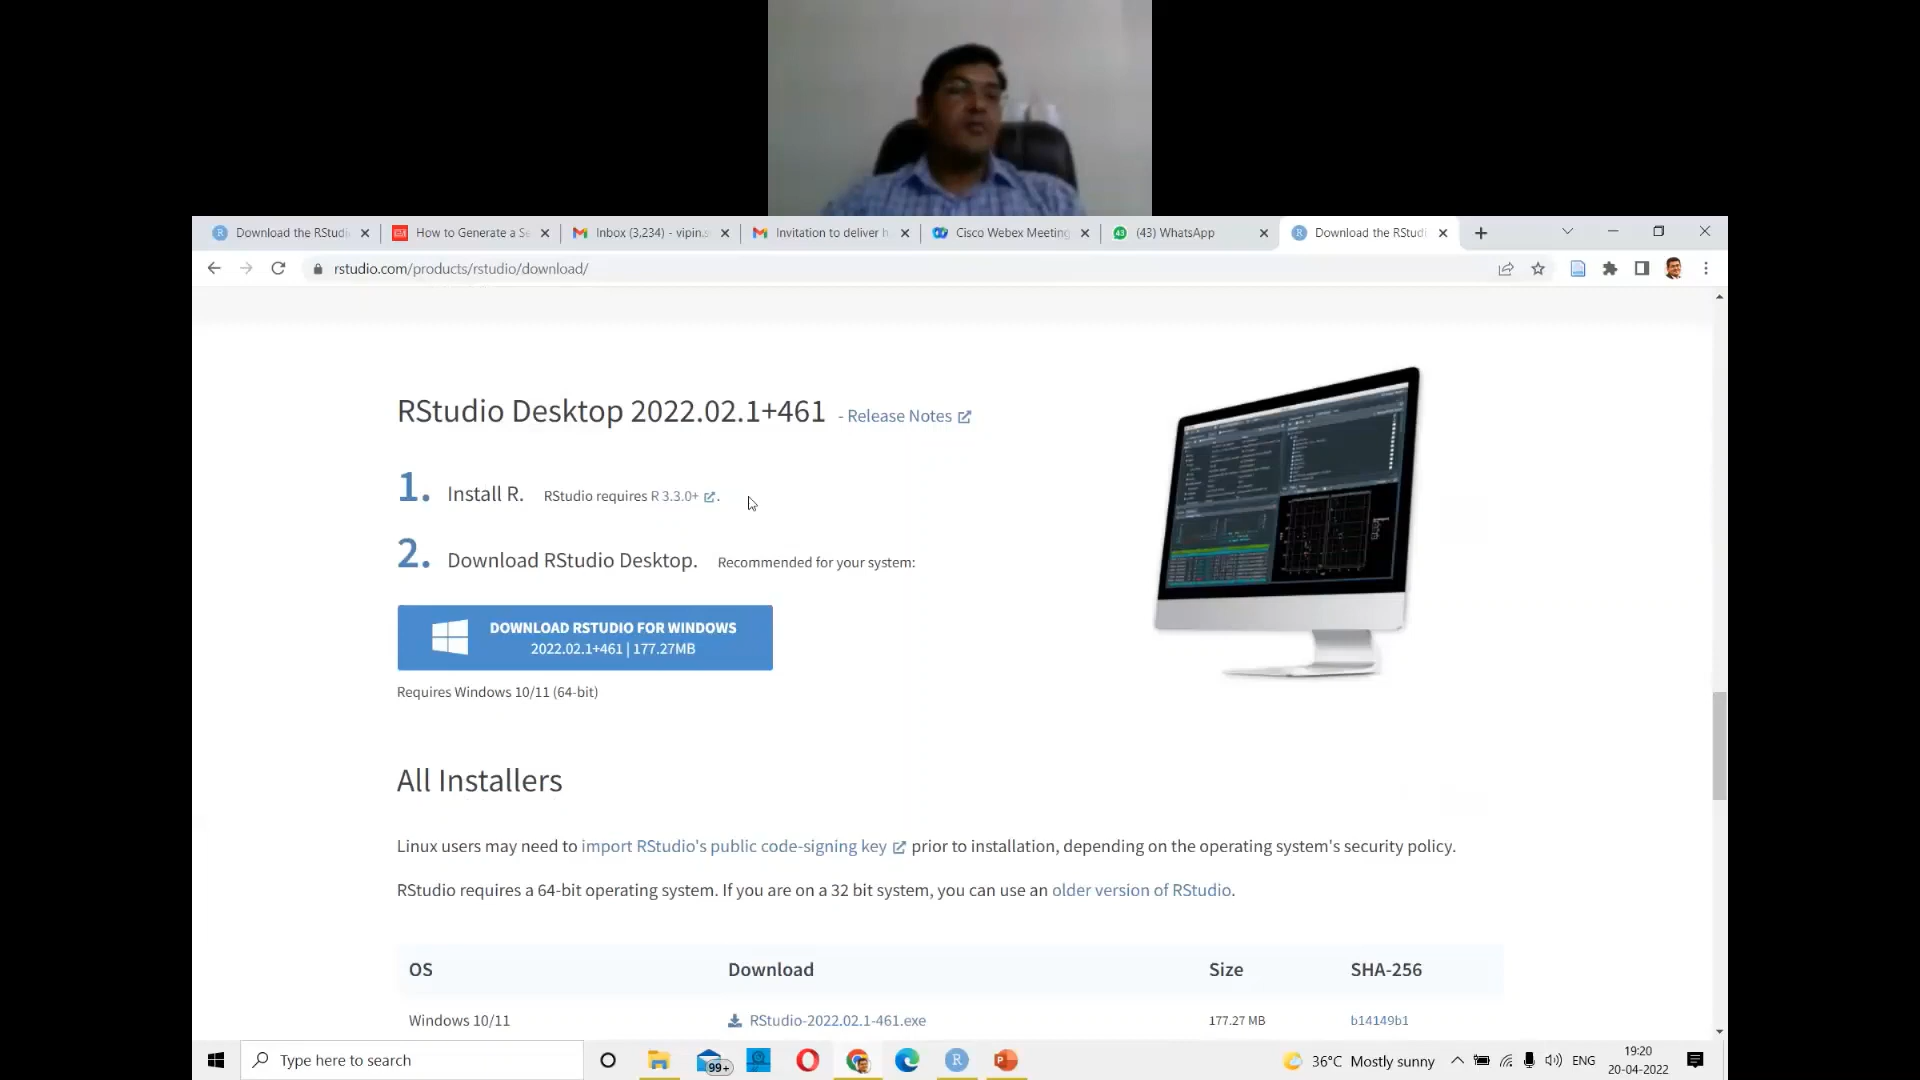 Download the RStudi
How to Generate a Se
Inbox (3,234) - vipin.s
Invitation to deliver h
Cisco Webex Meeting
(43) WhatsApp
Download the RStudi
rstudio.com/products/rstudio/download/
RStudio Desktop 2022.02.1+461 - Release Notes
1. Install R. RStudio requires R 3.3.0+.
2. Download RStudio Desktop. Recommended for your system:
DOWNLOAD RSTUDIO FOR WINDOWS
2022.02.1+461 | 177.27MB
Requires Windows 10/11 (64-bit)
All Installers
Linux users may need to import RStudio's public code-signing key prior to installation, depending on the operating system's security policy.
RStudio requires a 64-bit operating system. If you are on a 32 bit system, you can use an older version of RStudio.
OS Download Size SHA-256
Windows 10/11 RStudio-2022.02.1-461.exe 177.27 MB b14149b1
Type here to search
99+
36°C Mostly sunny
ENG
19:20
20-04-2022